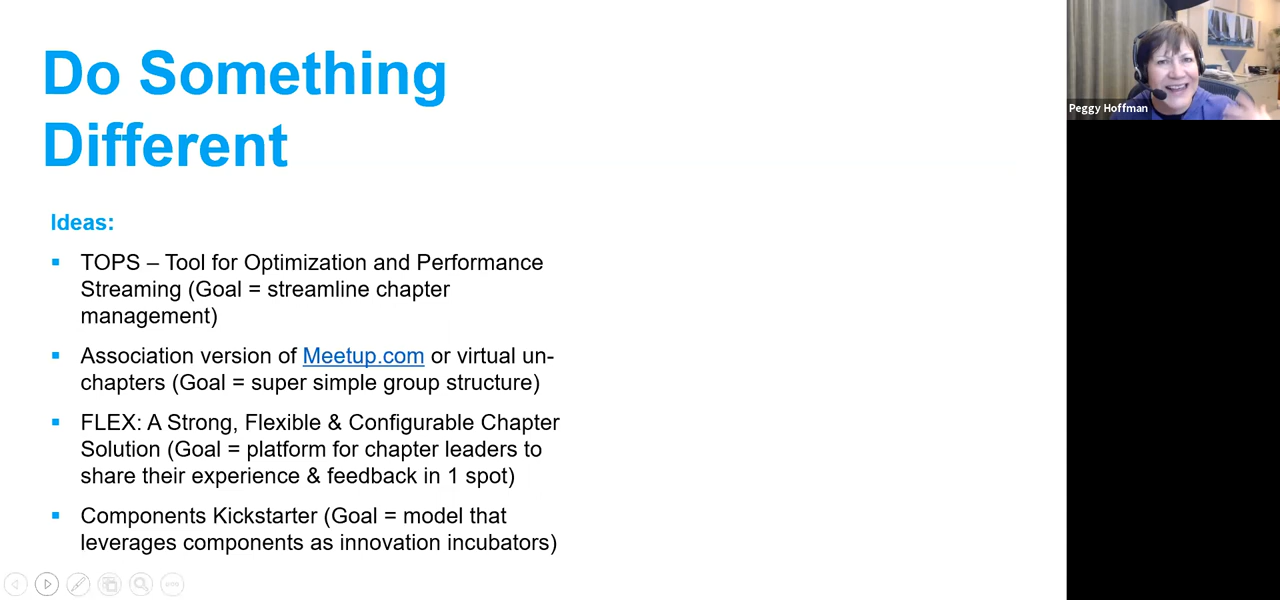 Do Something
Different
Ideas:
TOPS – Tool for Optimization and Performance
Streaming (Goal = streamline chapter
management)
Association version of Meetup.com or virtual un-
chapters (Goal = super simple group structure)
FLEX: A Strong, Flexible & Configurable Chapter
Solution (Goal = platform for chapter leaders to
share their experience & feedback in 1 spot)
Components Kickstarter (Goal = model that
leverages components as innovation incubators)
Peggy Hoffman